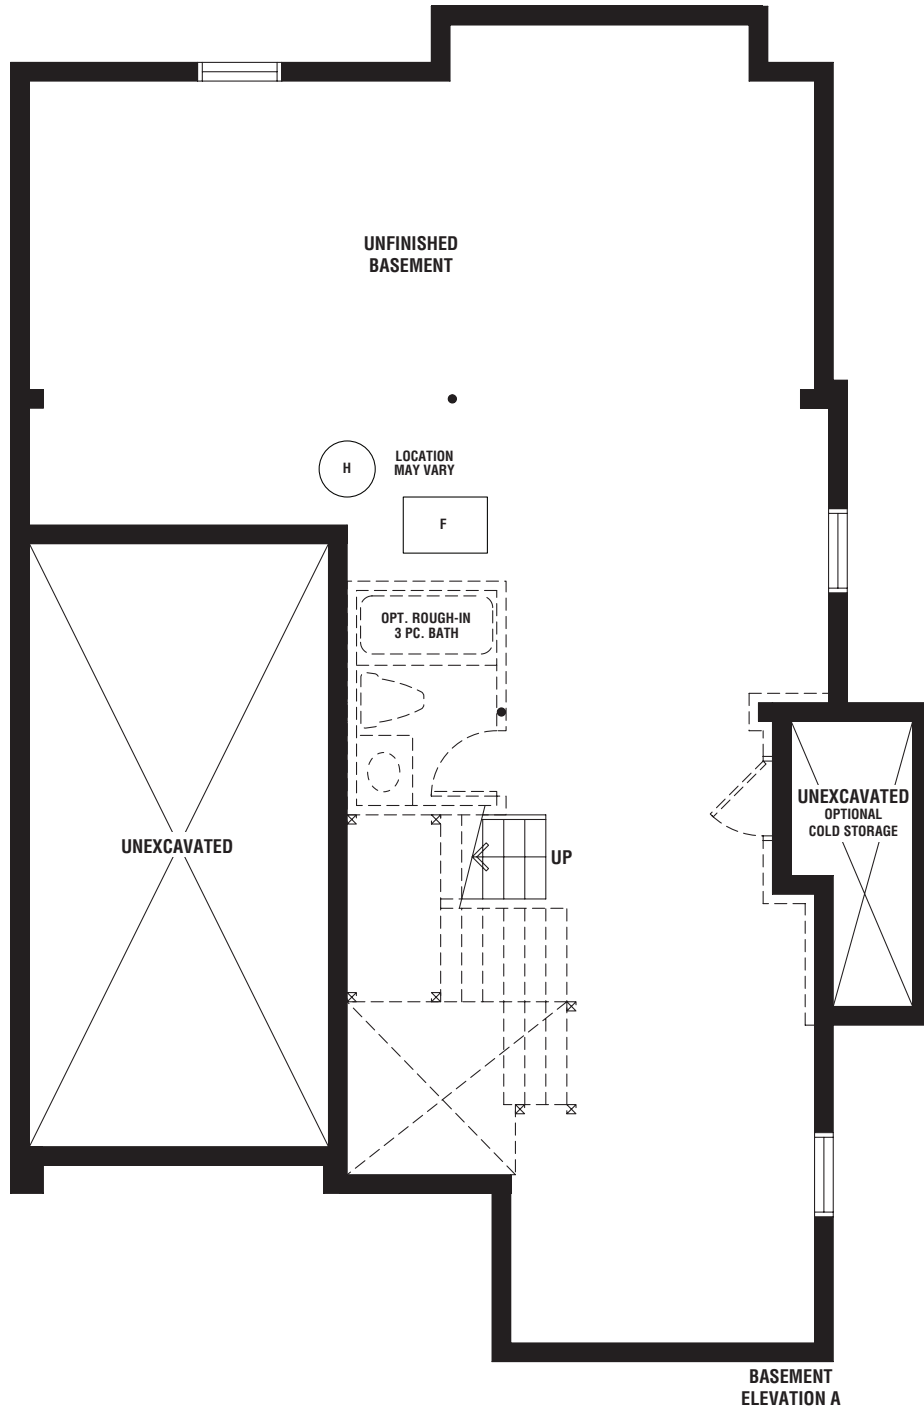 UNFINISHED
BASEMENT
LOCATION
MAY VARY
H
F
OPT. ROUGH-IN
3 PC. BATH
UNEXCAVATED
OPTIONAL
COLD STORAGE
UNEXCAVATED
UP
BASEMENT
ELEVATION A